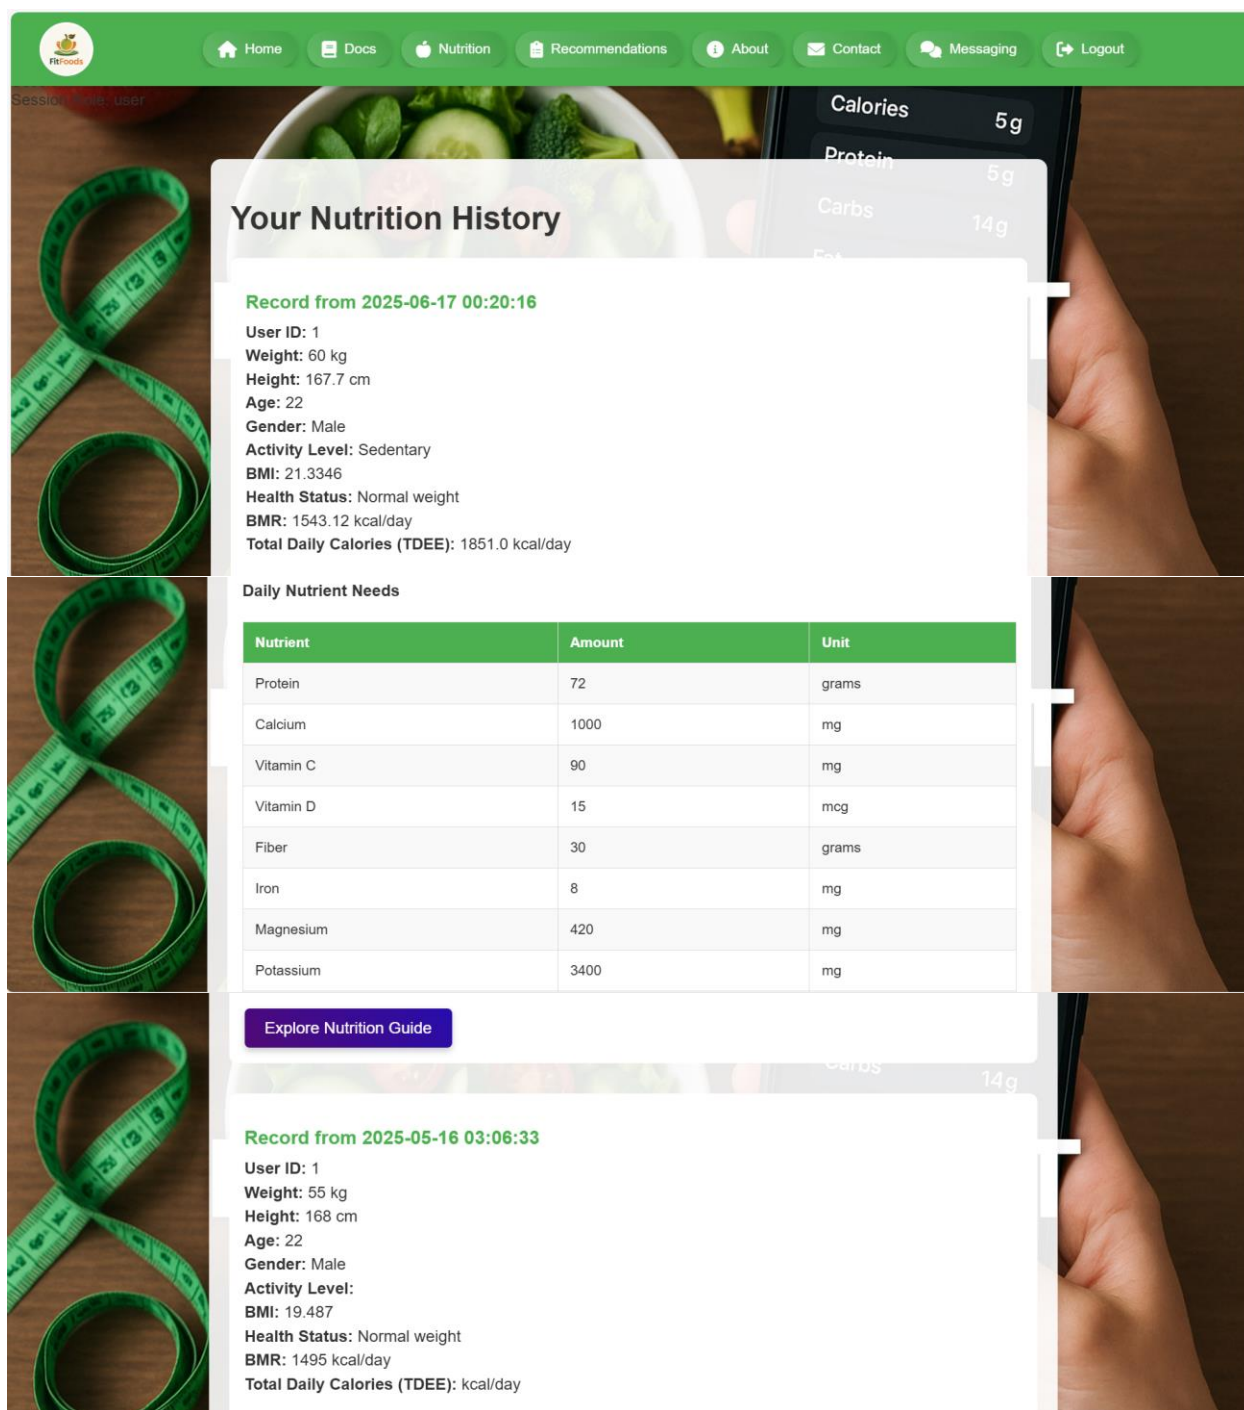 FitFoods
Home
Docs
Nutrition
Recommendations
About
Contact
Messaging
Logout
Session Role: user
Calories 5g
Protein 5g
Carbs 14g
Fat
Your Nutrition History
Record from 2025-06-17 00:20:16
User ID: 1
Weight: 60 kg
Height: 167.7 cm
Age: 22
Gender: Male
Activity Level: Sedentary
BMI: 21.3346
Health Status: Normal weight
BMR: 1543.12 kcal/day
Total Daily Calories (TDEE): 1851.0 kcal/day
Daily Nutrient Needs
Nutrient Amount Unit
Protein 72 grams
Calcium 1000 mg
Vitamin C 90 mg
Vitamin D 15 mcg
Fiber 30 grams
Iron 8 mg
Magnesium 420 mg
Potassium 3400 mg
Explore Nutrition Guide
Carbs 14g
Record from 2025-05-16 03:06:33
User ID: 1
Weight: 55 kg
Height: 168 cm
Age: 22
Gender: Male
Activity Level:
BMI: 19.487
Health Status: Normal weight
BMR: 1495 kcal/day
Total Daily Calories (TDEE): kcal/day